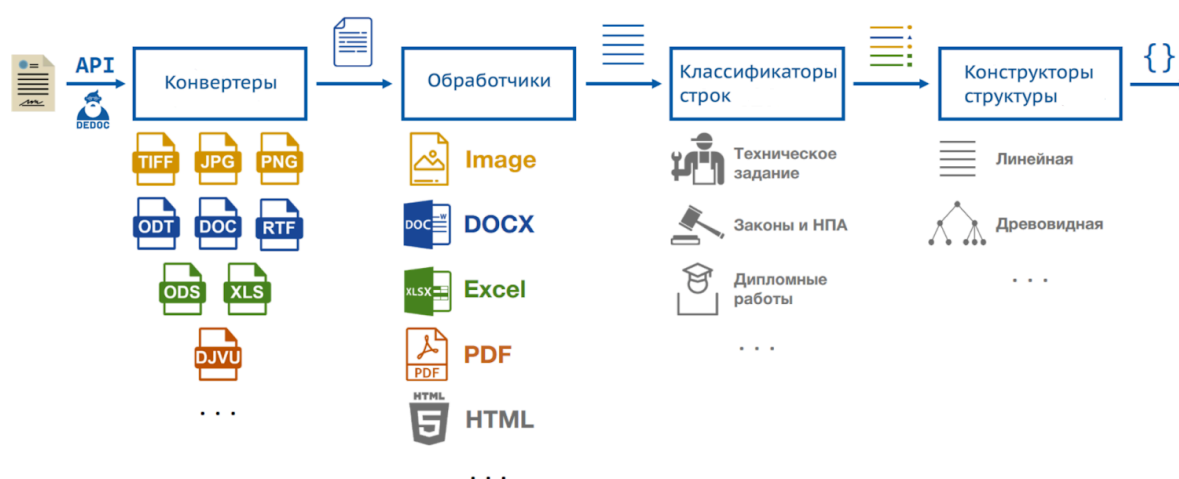 API
DEDOC
Конвертеры
Обработчики
Классификаторы
строк
Конструкторы
структуры
{}
TIFF
JPG
PNG
ODT
DOC
RTF
ODS
XLS
DJVU
...
Image
DOC
W
DOCX
XLSX
Excel
PDF
PDF
HTML
5
HTML
...
Техническое
задание
Законы и НПА
Дипломные
работы
...
Линейная
Древовидная
...